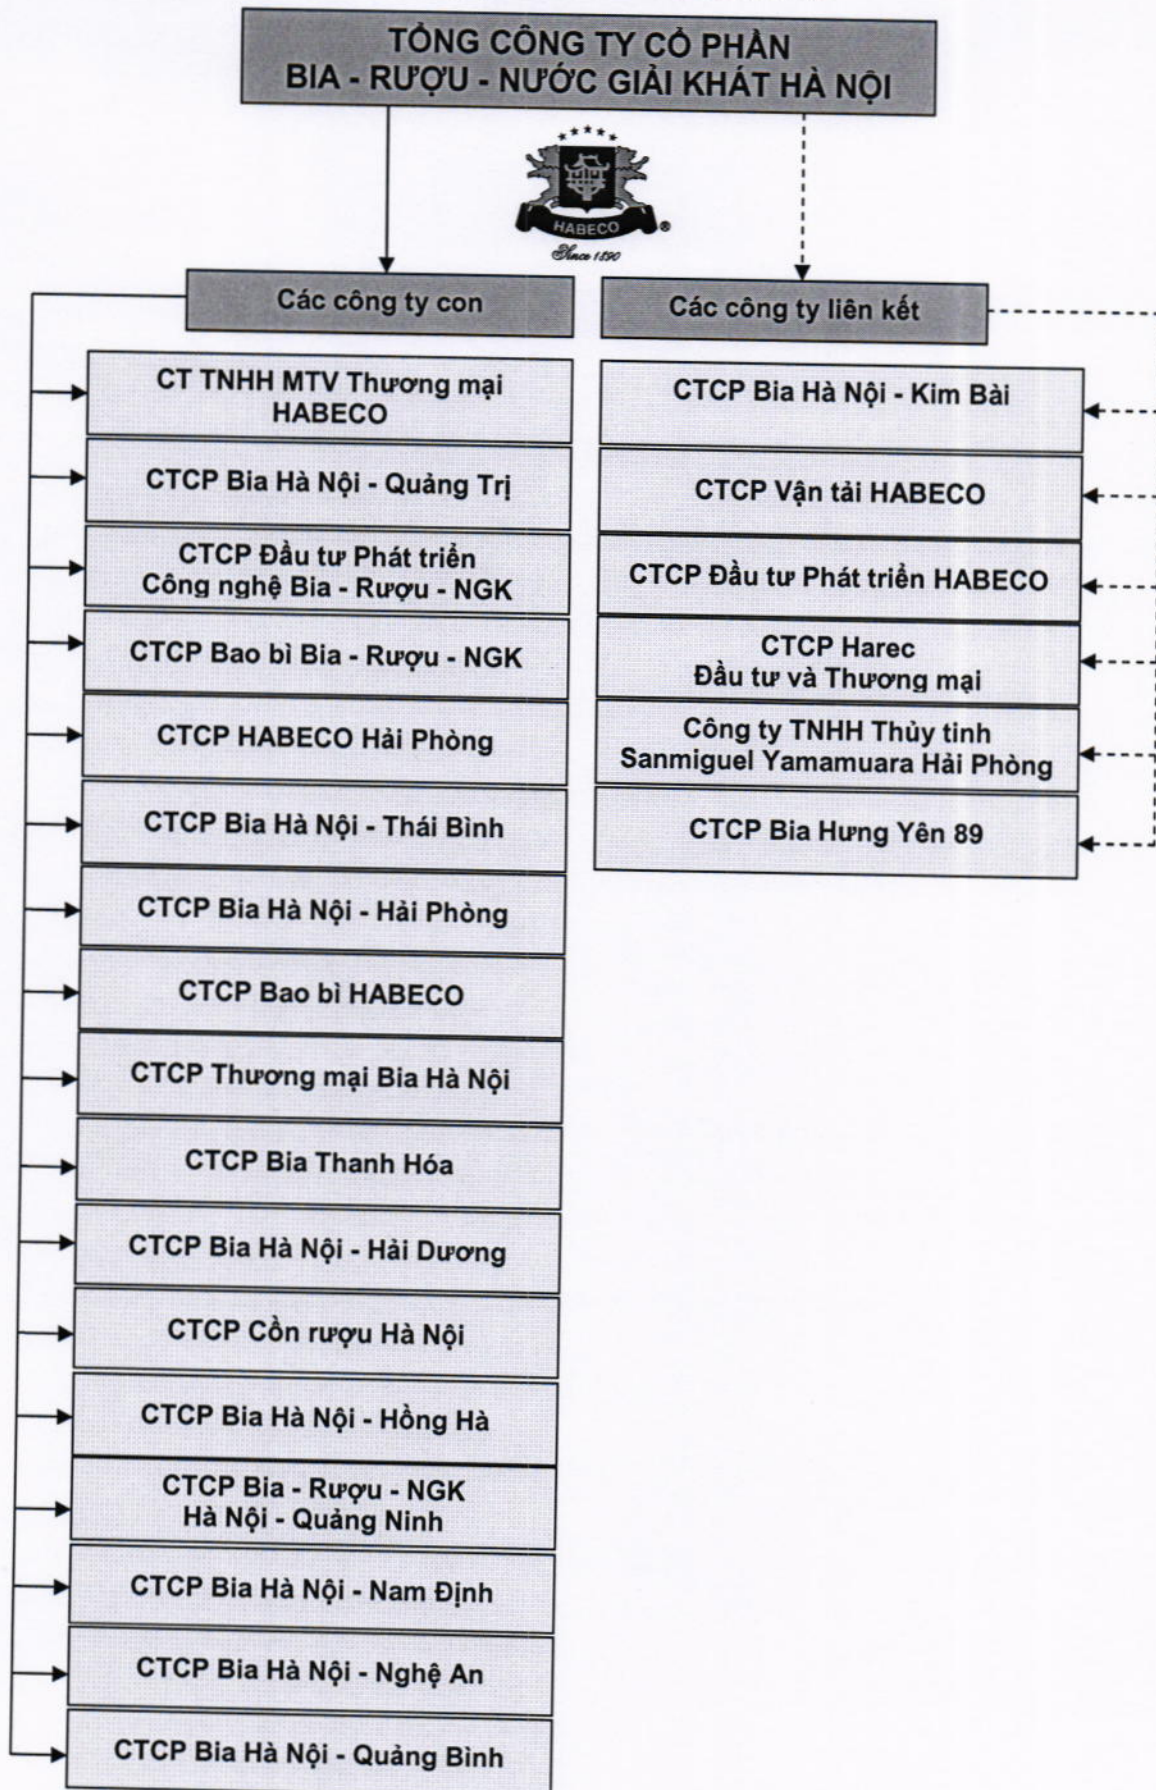 TỔNG CÔNG TY CỔ PHẦN
BIA - RƯỢU - NƯỚC GIẢI KHÁT HÀ NỘI
HABECO
®
Since 1890
Các công ty con
CT TNHH MTV Thương mại
HABECO
CTCP Bia Hà Nội - Quảng Trị
CTCP Đầu tư Phát triển
Công nghệ Bia - Rượu - NGK
CTCP Bao bì Bia - Rượu - NGK
CTCP HABECO Hải Phòng
CTCP Bia Hà Nội - Thái Bình
CTCP Bia Hà Nội - Hải Phòng
CTCP Bao bì HABECO
CTCP Thương mại Bia Hà Nội
CTCP Bia Thanh Hóa
CTCP Bia Hà Nội - Hải Dương
CTCP Cồn rượu Hà Nội
CTCP Bia Hà Nội - Hồng Hà
CTCP Bia - Rượu - NGK
Hà Nội - Quảng Ninh
CTCP Bia Hà Nội - Nam Định
CTCP Bia Hà Nội - Nghệ An
CTCP Bia Hà Nội - Quảng Bình
Các công ty liên kết
CTCP Bia Hà Nội - Kim Bài
CTCP Vận tải HABECO
CTCP Đầu tư Phát triển HABECO
CTCP Harec
Đầu tư và Thương mại
Công ty TNHH Thủy tinh
Sanmiguel Yamamuara Hải Phòng
CTCP Bia Hưng Yên 89